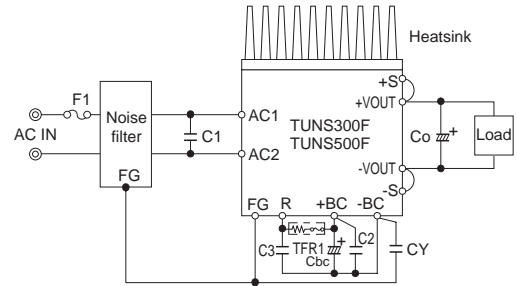 Heatsink
+S
F1
+VOUT
Noise
filter
AC1
TUNS300F
TUNS500F
AC IN
C1
Co
+
Load
AC2
-VOUT
FG
-S
FG
R
+BC
-BC
C3
TFR1
+
Cbc
C2
CY